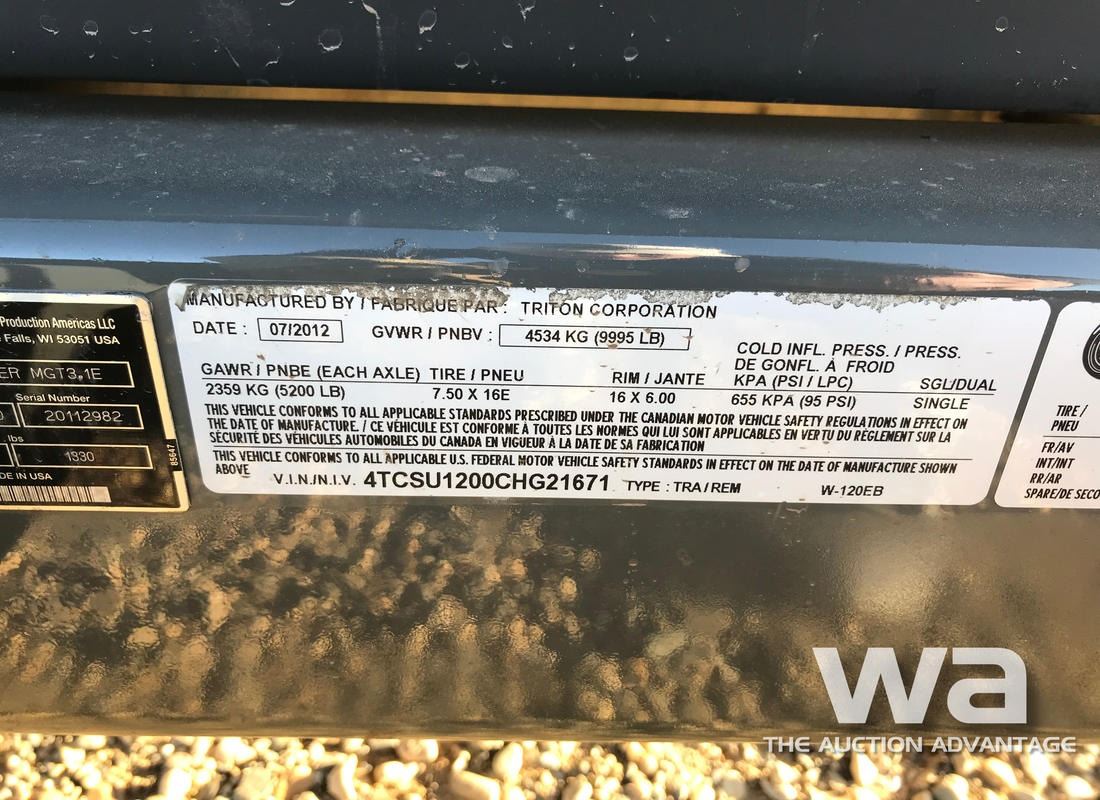 Production Americas LLC
Falls, WI 53051 USA
ER MGT3.1E
Serial Number
20112982
lbs
1330
DE IN USA
85647
MANUFACTURED BY / FABRIQUE PAR : TRITON CORPORATION
DATE : 07/2012 GVWR / PNBV : 4534 KG (9995 LB)
COLD INFL. PRESS. / PRESS.
DE GONFL. À FROID
GAWR / PNBE (EACH AXLE) TIRE / PNEU RIM / JANTE KPA (PSI / LPC) SGL/DUAL
2359 KG (5200 LB) 7.50 X 16E 16 X 6.00 655 KPA (95 PSI) SINGLE
THIS VEHICLE CONFORMS TO ALL APPLICABLE STANDARDS PRESCRIBED UNDER THE CANADIAN MOTOR VEHICLE SAFETY REGULATIONS IN EFFECT ON
THE DATE OF MANUFACTURE. / CE VÉHICULE EST CONFORME À TOUTES LES NORMES QUI LUI SONT APPLICABLES EN VERTU DU RÈGLEMENT SUR LA
SÉCURITÉ DES VÉHICULES AUTOMOBILES DU CANADA EN VIGUEUR À LA DATE DE SA FABRICATION
THIS VEHICLE CONFORMS TO ALL APPLICABLE U.S. FEDERAL MOTOR VEHICLE SAFETY STANDARDS IN EFFECT ON THE DATE OF MANUFACTURE SHOWN
ABOVE
V.I.N./N.I.V. 4TCSU1200CHG21671 TYPE : TRA/REM W-120EB
TIRE /
PNEU
FR/AV
INT/INT
RR/AR
SPARE/DE SECO
wa
THE AUCTION ADVANTAGE